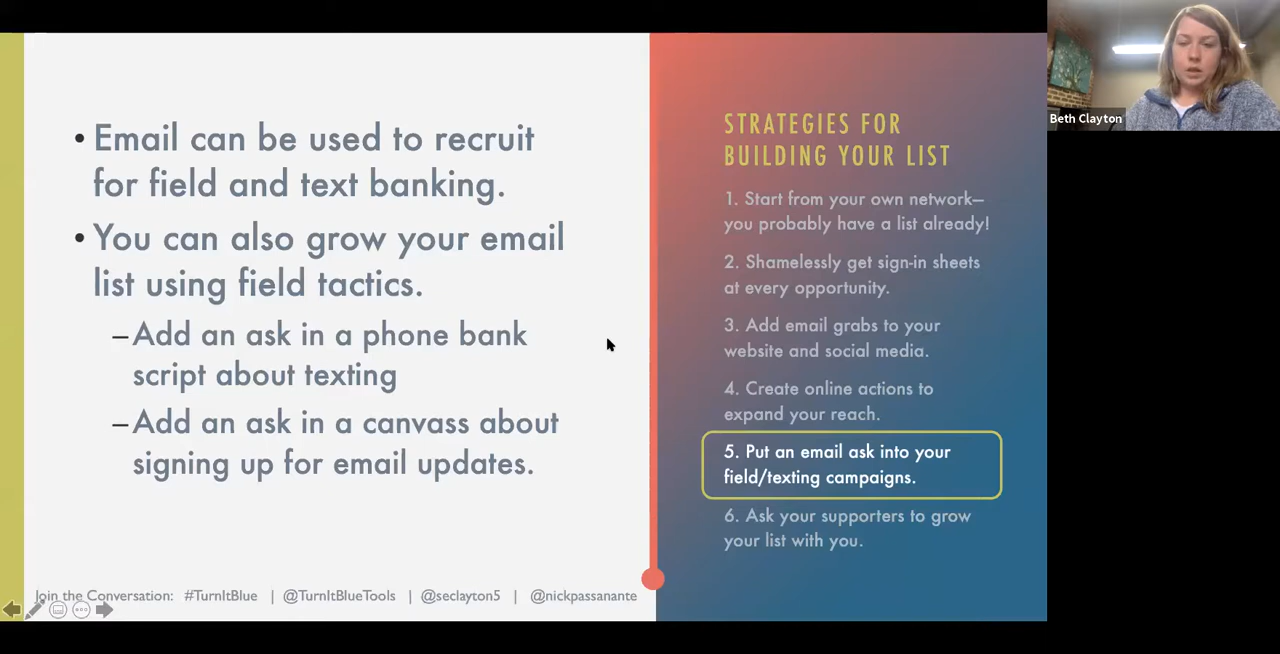 • Email can be used to recruit
for field and text banking.
• You can also grow your email
list using field tactics.
–Add an ask in a phone bank
script about texting
–Add an ask in a canvass about
signing up for email updates.
STRATEGIES FOR
BUILDING YOUR LIST
1. Start from your own network—
you probably have a list already!
2. Shamelessly get sign-in sheets
at every opportunity.
3. Add email grabs to your
website and social media.
4. Create online actions to
expand your reach.
5. Put an email ask into your
field/texting campaigns.
6. Ask your supporters to grow
your list with you.
Join the Conversation: #TurnItBlue | @TurnItBlueTools | @seclayton5 | @nickpassanante
Beth Clayton